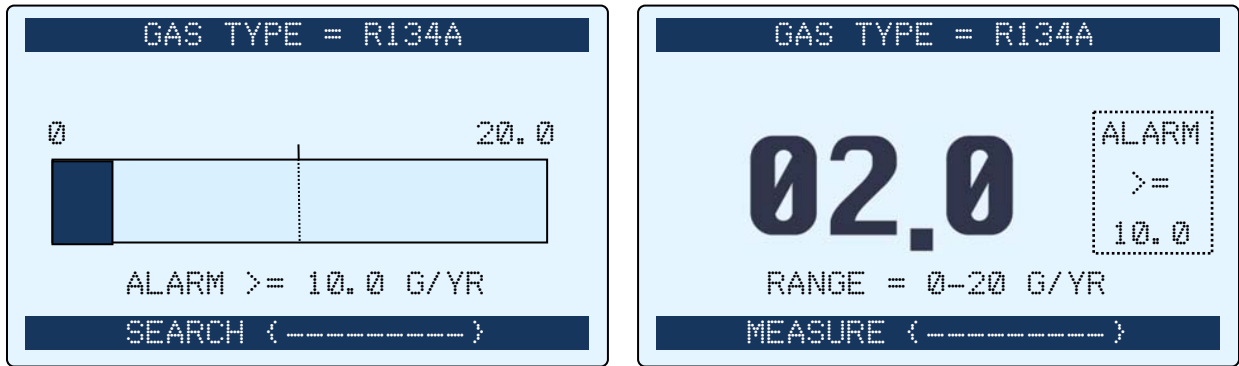 GAS TYPE = R134A
0 20.0
ALARM >= 10.0 G/YR
SEARCH {---------}
GAS TYPE = R134A
02.0
ALARM
>=
10.0
RANGE = 0-20 G/YR
MEASURE {---------}